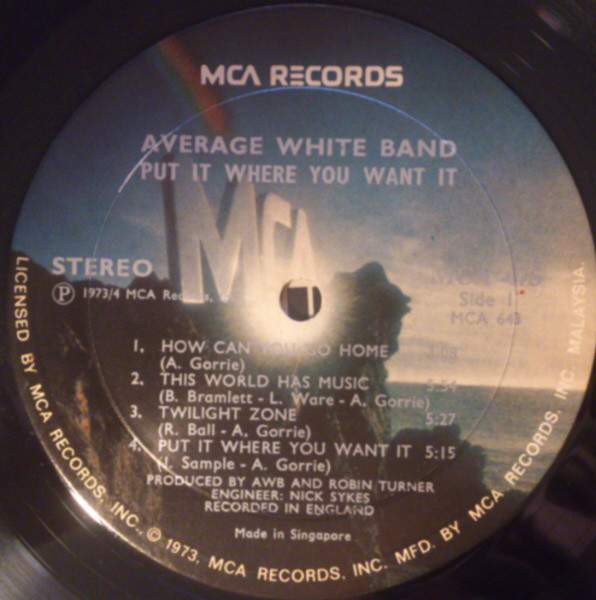 MCA RECORDS
AVERAGE WHITE BAND
PUT IT WHERE YOU WANT IT
MCA
STEREO
Ⓟ 1973/4 MCA
Side 1
MCA 643
1. HOW CAN YOU GO HOME
(A. Gorrie)
2. THIS WORLD HAS MUSIC
(B. Bramlett - L. Ware - A. Gorrie)
3. TWILIGHT ZONE 5:27
(R. Ball - A. Gorrie)
4. PUT IT WHERE YOU WANT IT 5:15
Sample - A. Gorrie)
PRODUCED BY AWB AND ROBIN TURNER
ENGINEER: NICK SYKES
RECORDED IN ENGLAND
Made in Singapore
LICENSED BY MCA RECORDS, INC., © 1973, MCA RECORDS, INC. MFD. BY MCA RECORDS, INC. MALAYSIA.